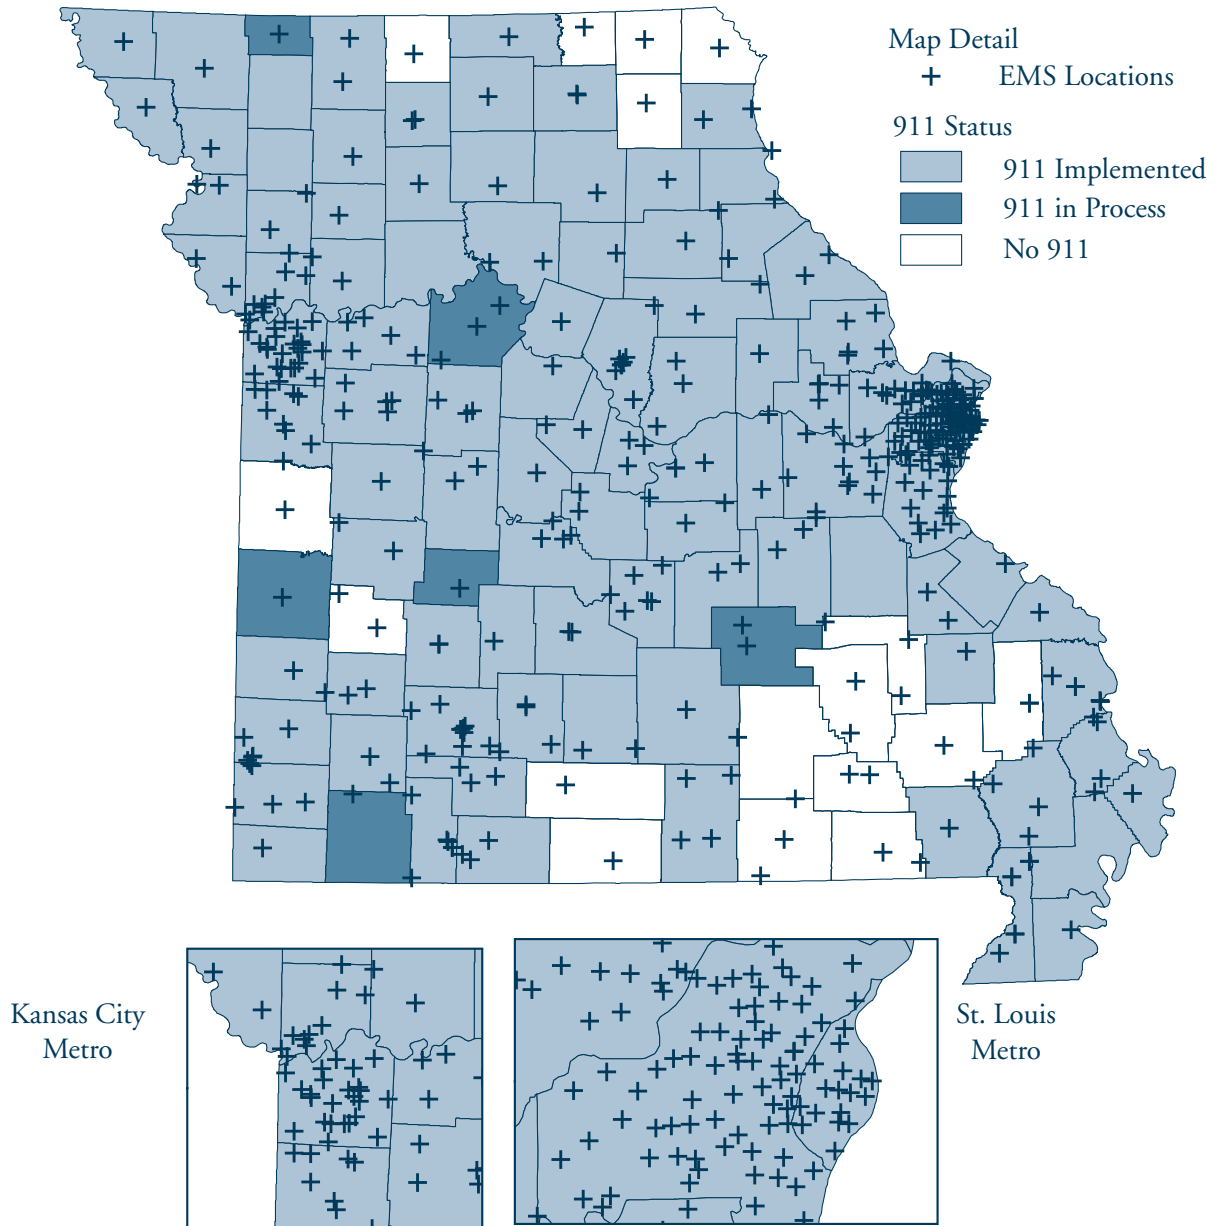 Map Detail
EMS Locations
911 Status
911 Implemented
911 in Process
No 911
Kansas City
Metro
St. Louis
Metro